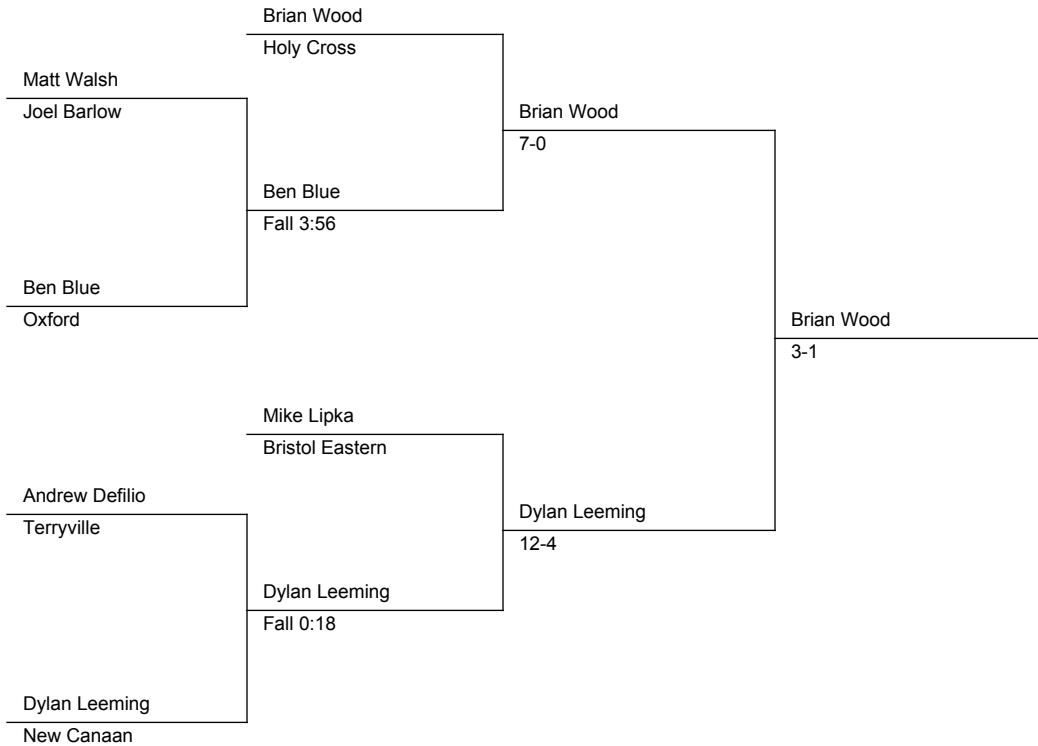 Brian Wood
Holy Cross
Matt Walsh
Joel Barlow
Brian Wood
7-0
Ben Blue
Fall 3:56
Ben Blue
Oxford
Brian Wood
3-1
Mike Lipka
Bristol Eastern
Andrew Defilio
Terryville
Dylan Leeming
12-4
Dylan Leeming
Fall 0:18
Dylan Leeming
New Canaan